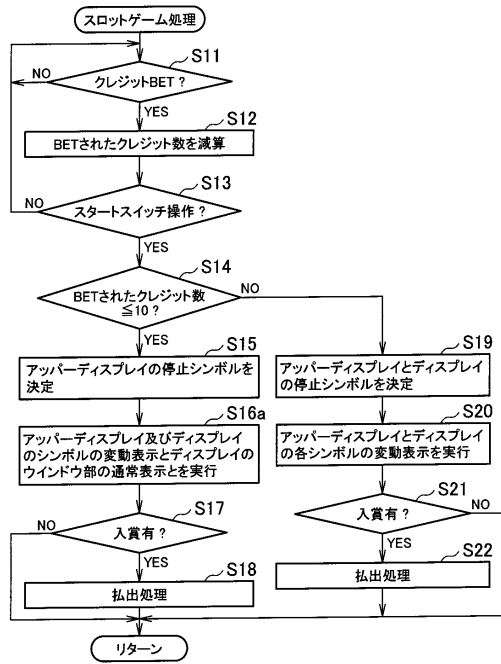 スロットゲーム処理
S11
クレジットBET？
NO
YES
S12
BETされたクレジット数を減算
S13
スタートスイッチ操作？
NO
YES
S14
BETされたクレジット数
≦10？
NO
YES
S15
アッパーディスプレイの停止シンボルを
決定
S16a
アッパーディスプレイ及びディスプレイ
のシンボルの変動表示とディスプレイの
ウインドウ部の通常表示とを実行
S17
入賞有？
NO
YES
S18
払出処理
S19
アッパーディスプレイとディスプレイ
の停止シンボルを決定
S20
アッパーディスプレイとディスプレイ
の各シンボルの変動表示を実行
S21
入賞有？
NO
YES
S22
払出処理
リターン